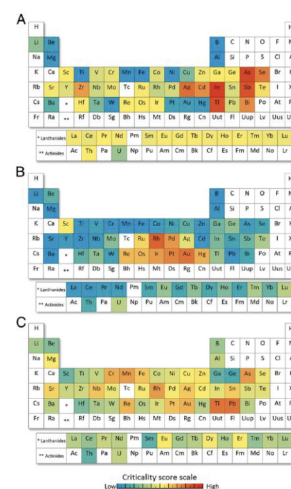 A
H
Li Be B C N O F
Na Mg Al Si P S Cl
K Ca Sc Ti V Cr Mn Fe Co Ni Cu Zn Ga Ge As Se Br
Rb Sr Y Zr Nb Mo Tc Ru Rh Pd Ag Cd In Sn Sb Te I
Cs Ba * Hf Ta W Re Os Ir Pt Au Hg Tl Pb Bi Po At
Fr Ra ** Rf Db Sg Bh Hs Mt Ds Rg Cn Uut Fl Uup Lv
* Lanthanides La Ce Pr Nd Pm Sm Eu Gd Tb Dy Ho Er Tm Yb Lu
** Actinides Ac Th Pa U Np Pu Am Cm Bk Cf Es Fm Md No Lr
B
H
Li Be B C N O F
Na Mg Al Si P S Cl
K Ca Sc Ti V Cr Mn Fe Co Ni Cu Zn Ga Ge As Se Br
Rb Sr Y Zr Nb Mo Tc Ru Rh Pd Ag Cd In Sn Sb Te I
Cs Ba * Hf Ta W Re Os Ir Pt Au Hg Tl Pb Bi Po At
Fr Ra ** Rf Db Sg Bh Hs Mt Ds Rg Cn Uut Fl Uup Lv
* Lanthanides La Ce Pr Nd Pm Sm Eu Gd Tb Dy Ho Er Tm Yb Lu
** Actinides Ac Th Pa U Np Pu Am Cm Bk Cf Es Fm Md No Lr
C
H
Li Be B C N O F
Na Mg Al Si P S Cl
K Ca Sc Ti V Cr Mn Fe Co Ni Cu Zn Ga Ge As Se Br
Rb Sr Y Zr Nb Mo Tc Ru Rh Pd Ag Cd In Sn Sb Te I
Cs Ba * Hf Ta W Re Os Ir Pt Au Hg Tl Pb Bi Po At
Fr Ra ** Rf Db Sg Bh Hs Mt Ds Rg Cn Uut Fl Uup Lv Uus
* Lanthanides La Ce Pr Nd Pm Sm Eu Gd Tb Dy Ho Er Tm Yb Lu
** Actinides Ac Th Pa U Np Pu Am Cm Bk Cf Es Fm Md No Lr
Criticality score scale
Low High